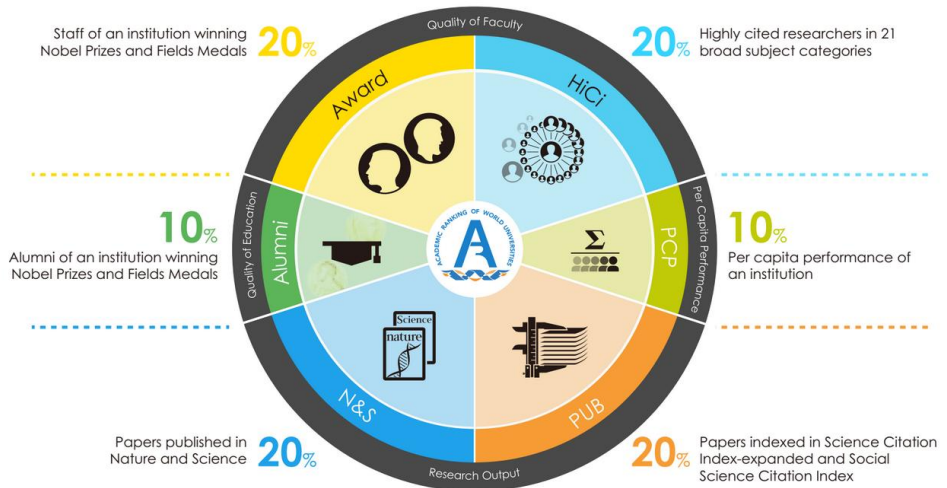 Quality of Faculty
Staff of an institution winning
Nobel Prizes and Fields Medals
20%
20%
Highly cited researchers in 21
broad subject categories
Award
HiCi
Quality of Education
Alumni
10%
Alumni of an institution winning
Nobel Prizes and Fields Medals
ACADEMIC RANKING OF WORLD UNIVERSITIES
A
Σ
PCP
Per Capita Performance
10%
Per capita performance of
an institution
Science
nature
N&S
PUB
Papers published in
Nature and Science
20%
20%
Papers indexed in Science Citation
Index-expanded and Social
Science Citation Index
Research Output